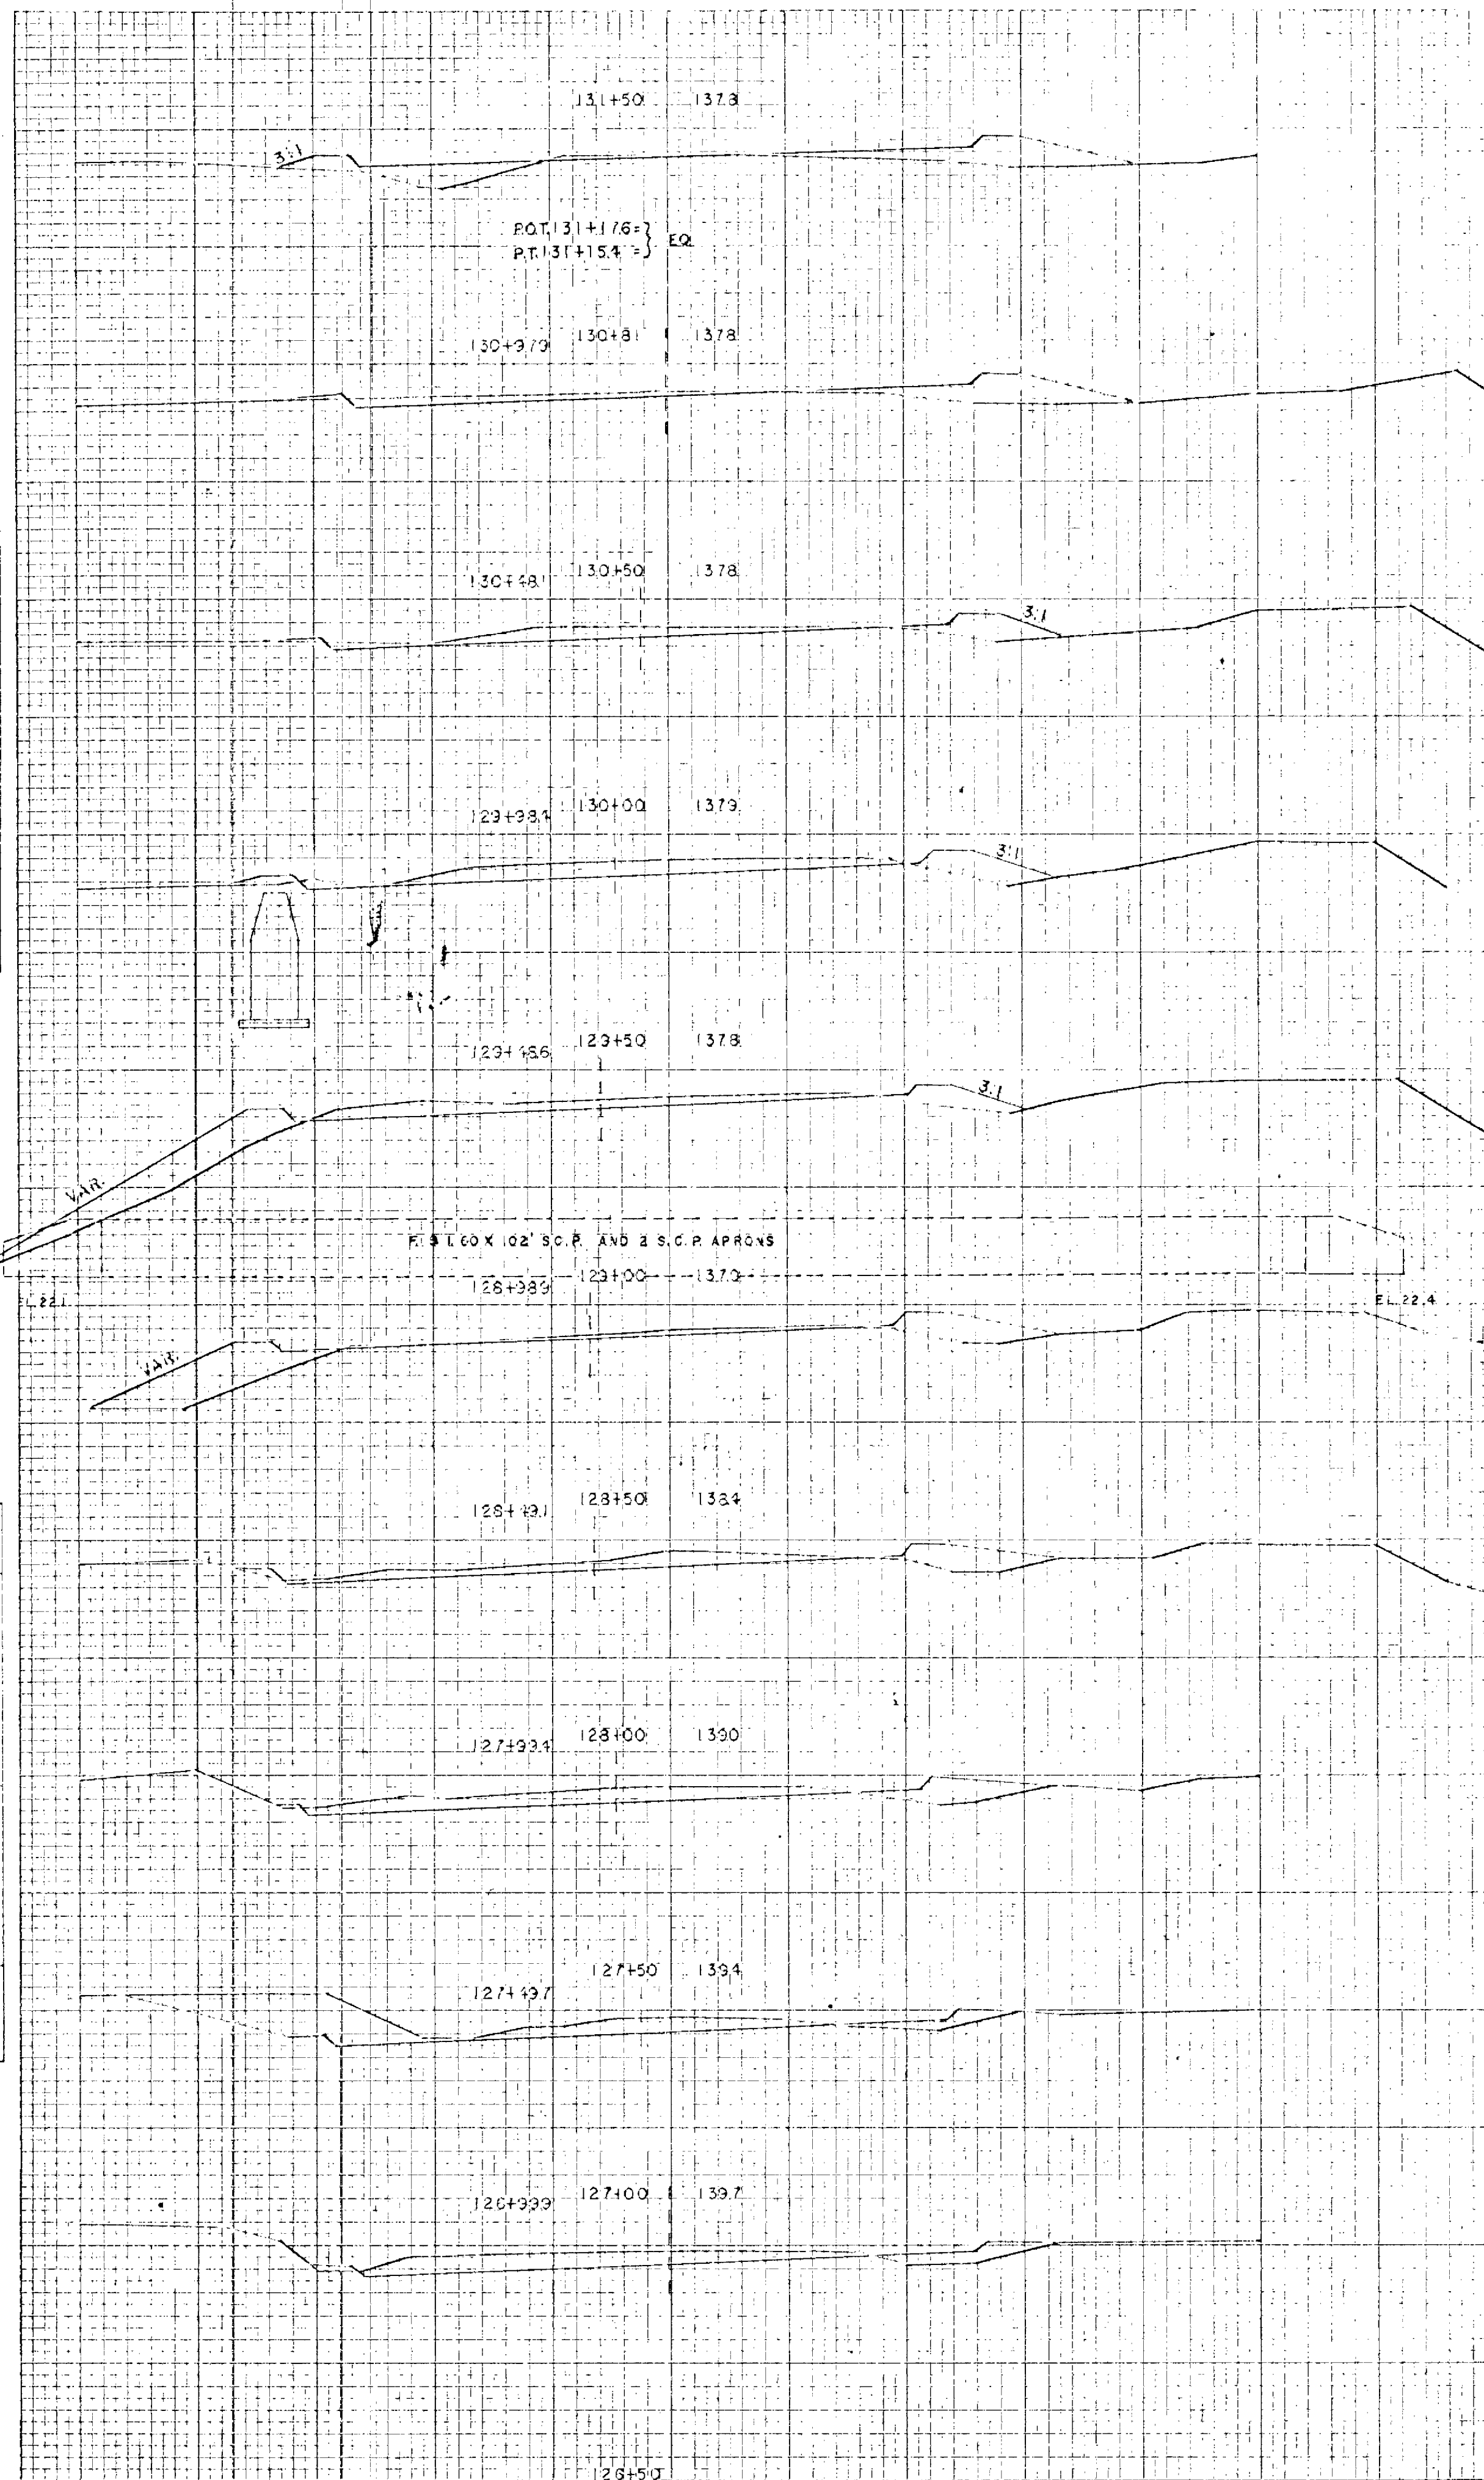 131+50 137.8
3:1
P.O.T. 131+17.6= } EQ.
P.T. 131+15.4 =
130+97.9 130+81 137.8
130+48.1 130+50 137.8
3:1
129+98.4 130+00 137.9
3:1
129+48.6 129+50 137.8
3:1
VAR.
102' S.C.P. AND 2 S.C.P. APRONS
128+98.9 129+00 137.9
22.1
EL. 22.4
VAR.
128+49.1 128+50 138.4
127+99.4 128+00 139.0
127+49.7 127+50 139.4
126+99.9 127+00 139.7
126+50